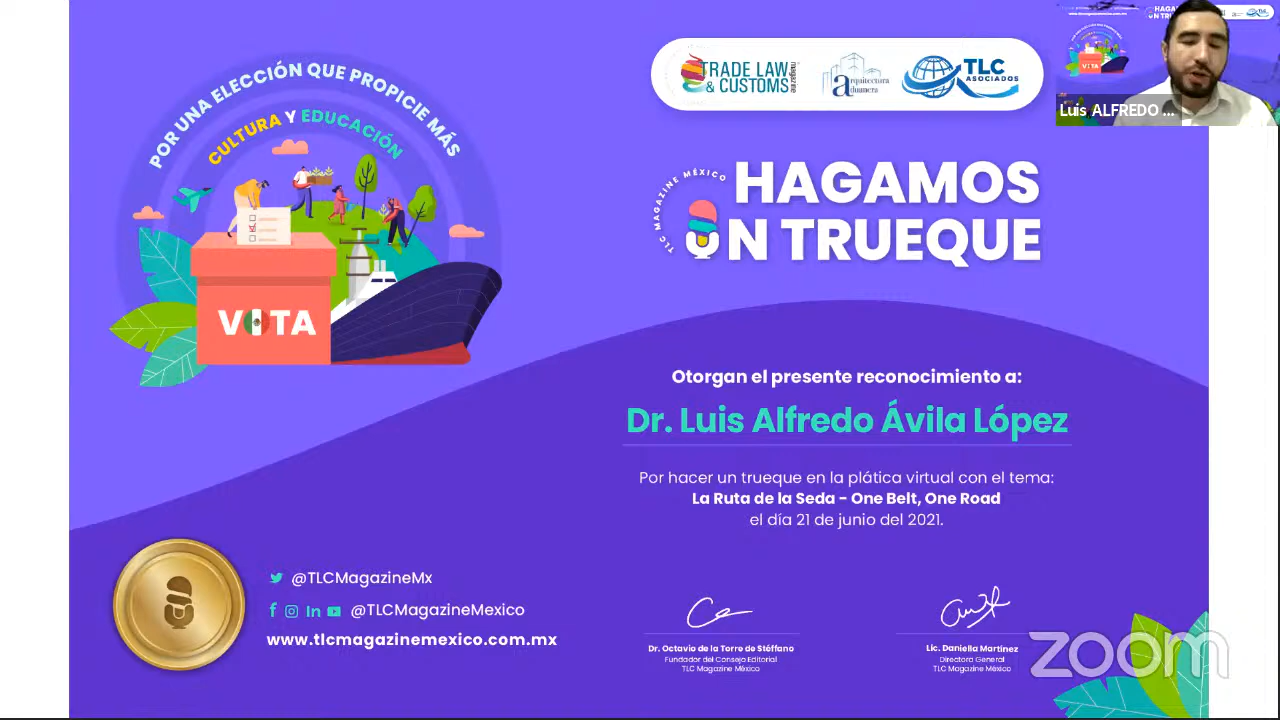 POR UNA ELECCIÓN QUE PROPICIE MÁS
CULTURA Y EDUCACIÓN
VOTA
TRADE LAW
& CUSTOMS
magazine
arquitectura
aduanera
TLC
ASOCIADOS
TLC MAGAZINE MÉXICO
HAGAMOS
UN TRUEQUE
Luis ALFREDO ...
Otorgan el presente reconocimiento a:
Dr. Luis Alfredo Ávila López
Por hacer un trueque en la plática virtual con el tema:
La Ruta de la Seda - One Belt, One Road
el día 21 de junio del 2021.
@TLCMagazineMx
@TLCMagazineMexico
www.tlcmagazinemexico.com.mx
Dr. Octavio de la Torre de Stéffano
Fundador del Consejo Editorial
TLC Magazine México
Lic. Daniella Martínez
Directora General
TLC Magazine México
zoom